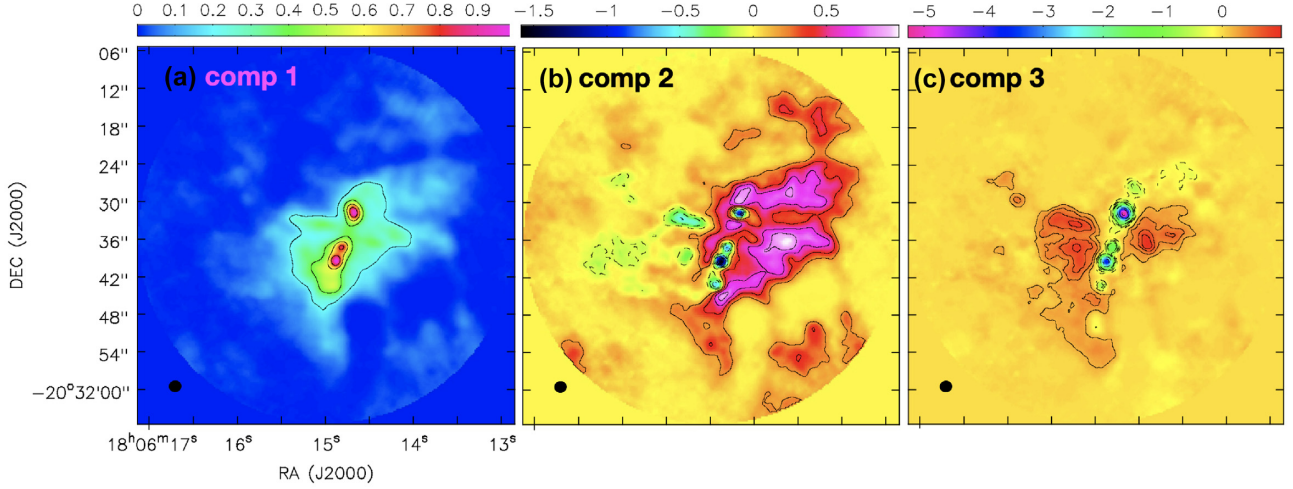 0 0.1 0.2 0.3 0.4 0.5 0.6 0.7 0.8 0.9
−1.5 −1 −0.5 0 0.5
−5 −4 −3 −2 −1 0
(a) comp 1
(b) comp 2
(c) comp 3
06"
12"
18"
24"
30"
36"
42"
48"
54"
−20°32'00"
DEC (J2000)
18ʰ06ᵐ17ˢ 16ˢ 15ˢ 14ˢ 13ˢ
RA (J2000)